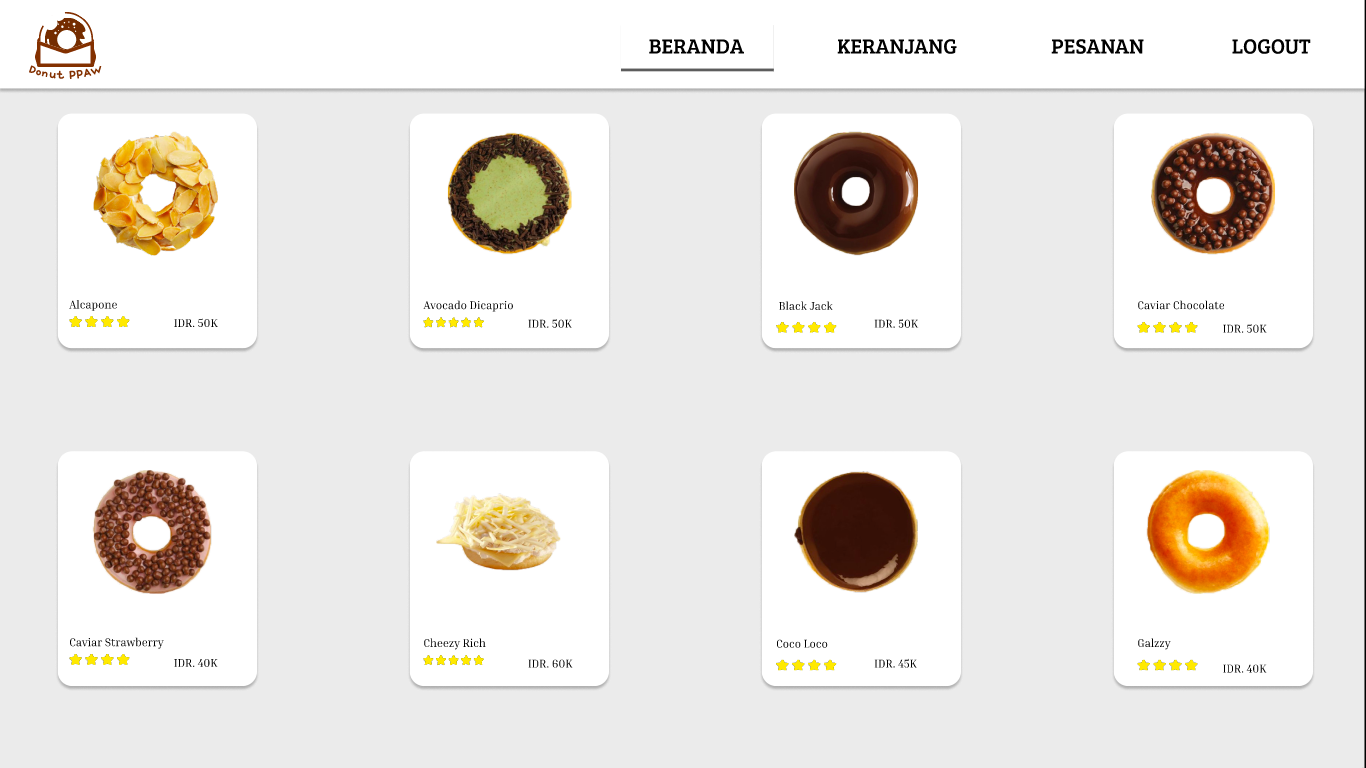 Donut PPAW
BERANDA
KERANJANG
PESANAN
LOGOUT
Alcapone
IDR. 50K
Avocado Dicaprio
IDR. 50K
Black Jack
IDR. 50K
Caviar Chocolate
IDR. 50K
Caviar Strawberry
IDR. 40K
Cheezy Rich
IDR. 60K
Coco Loco
IDR. 45K
Galzzy
IDR. 40K